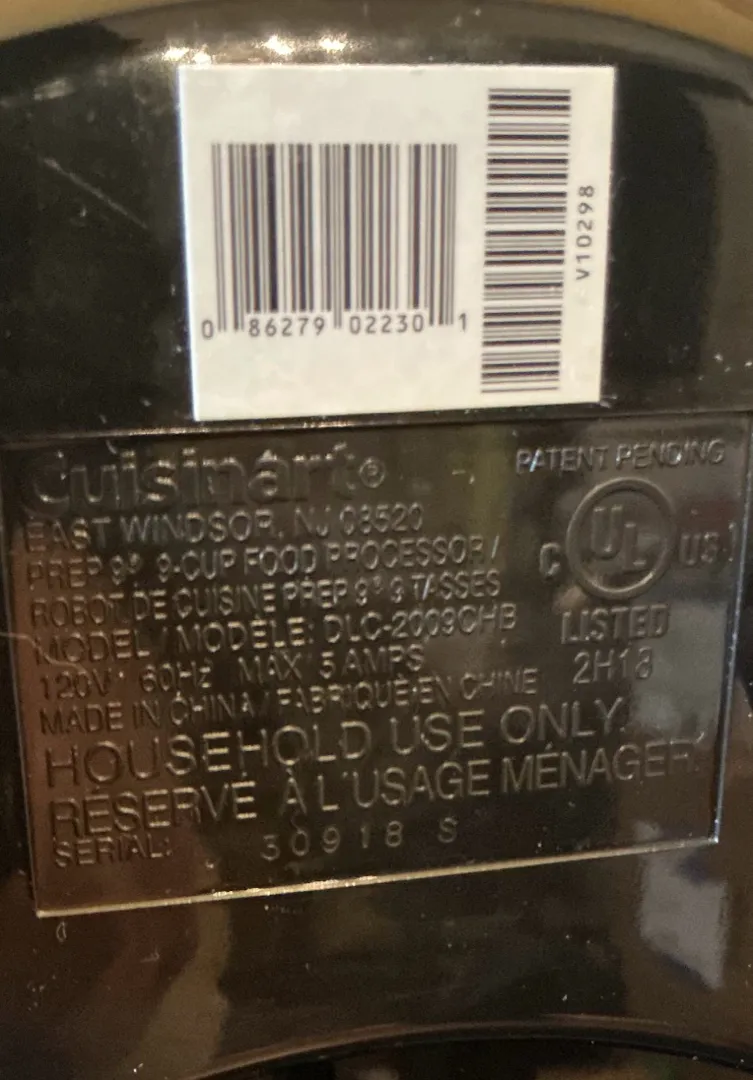 0 86279 02230 1
V10298
Cuisinart®
EAST WINDSOR, NJ 08520
PREP 9® 9-CUP FOOD PROCESSOR /
ROBOT DE CUISINE PREP 9® 9 TASSES
MODEL / MODÈLE: DLC-2009CHB
120V 60Hz MAX 5 AMPS
MADE IN CHINA / FABRIQUÉ EN CHINE
HOUSEHOLD USE ONLY.
RÉSERVÉ À L'USAGE MÉNAGER.
SERIAL: 30918 S
PATENT PENDING
C UL US
LISTED
2H18